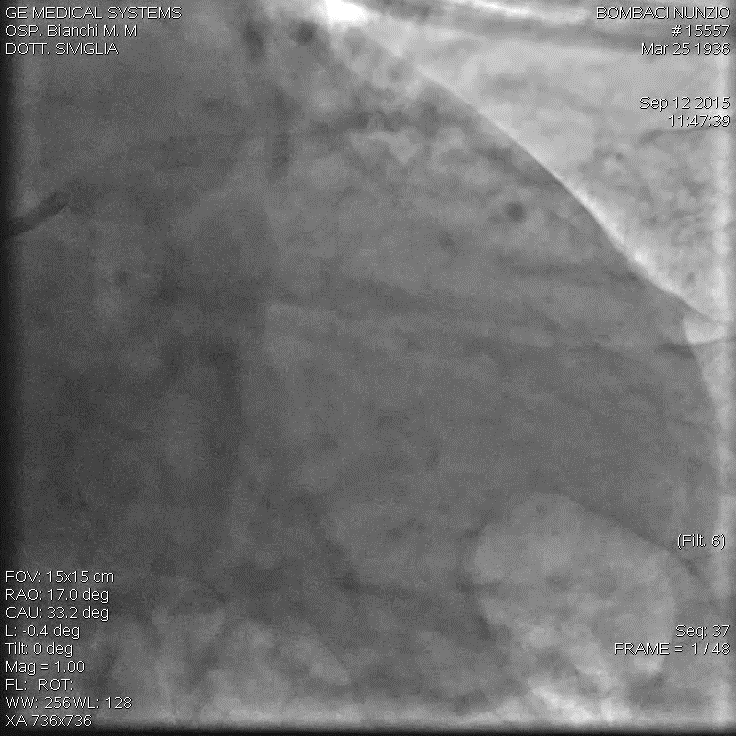 GE MEDICAL SYSTEMS
OSP. Bianchi M. M
DOTT. SIVIGLIA
BOMBACI NUNZIO
# 15557
Mar 25 1936
Sep 12 2015
11:47:39
(Filt. 6)
FOV: 15x15 cm
RAO: 17.0 deg
CAU: 33.2 deg
L: -0.4 deg
Tilt: 0 deg
Mag = 1.00
FL: ROT:
WW: 256WL: 128
XA 736x736
Seq: 37
FRAME = 1 / 48